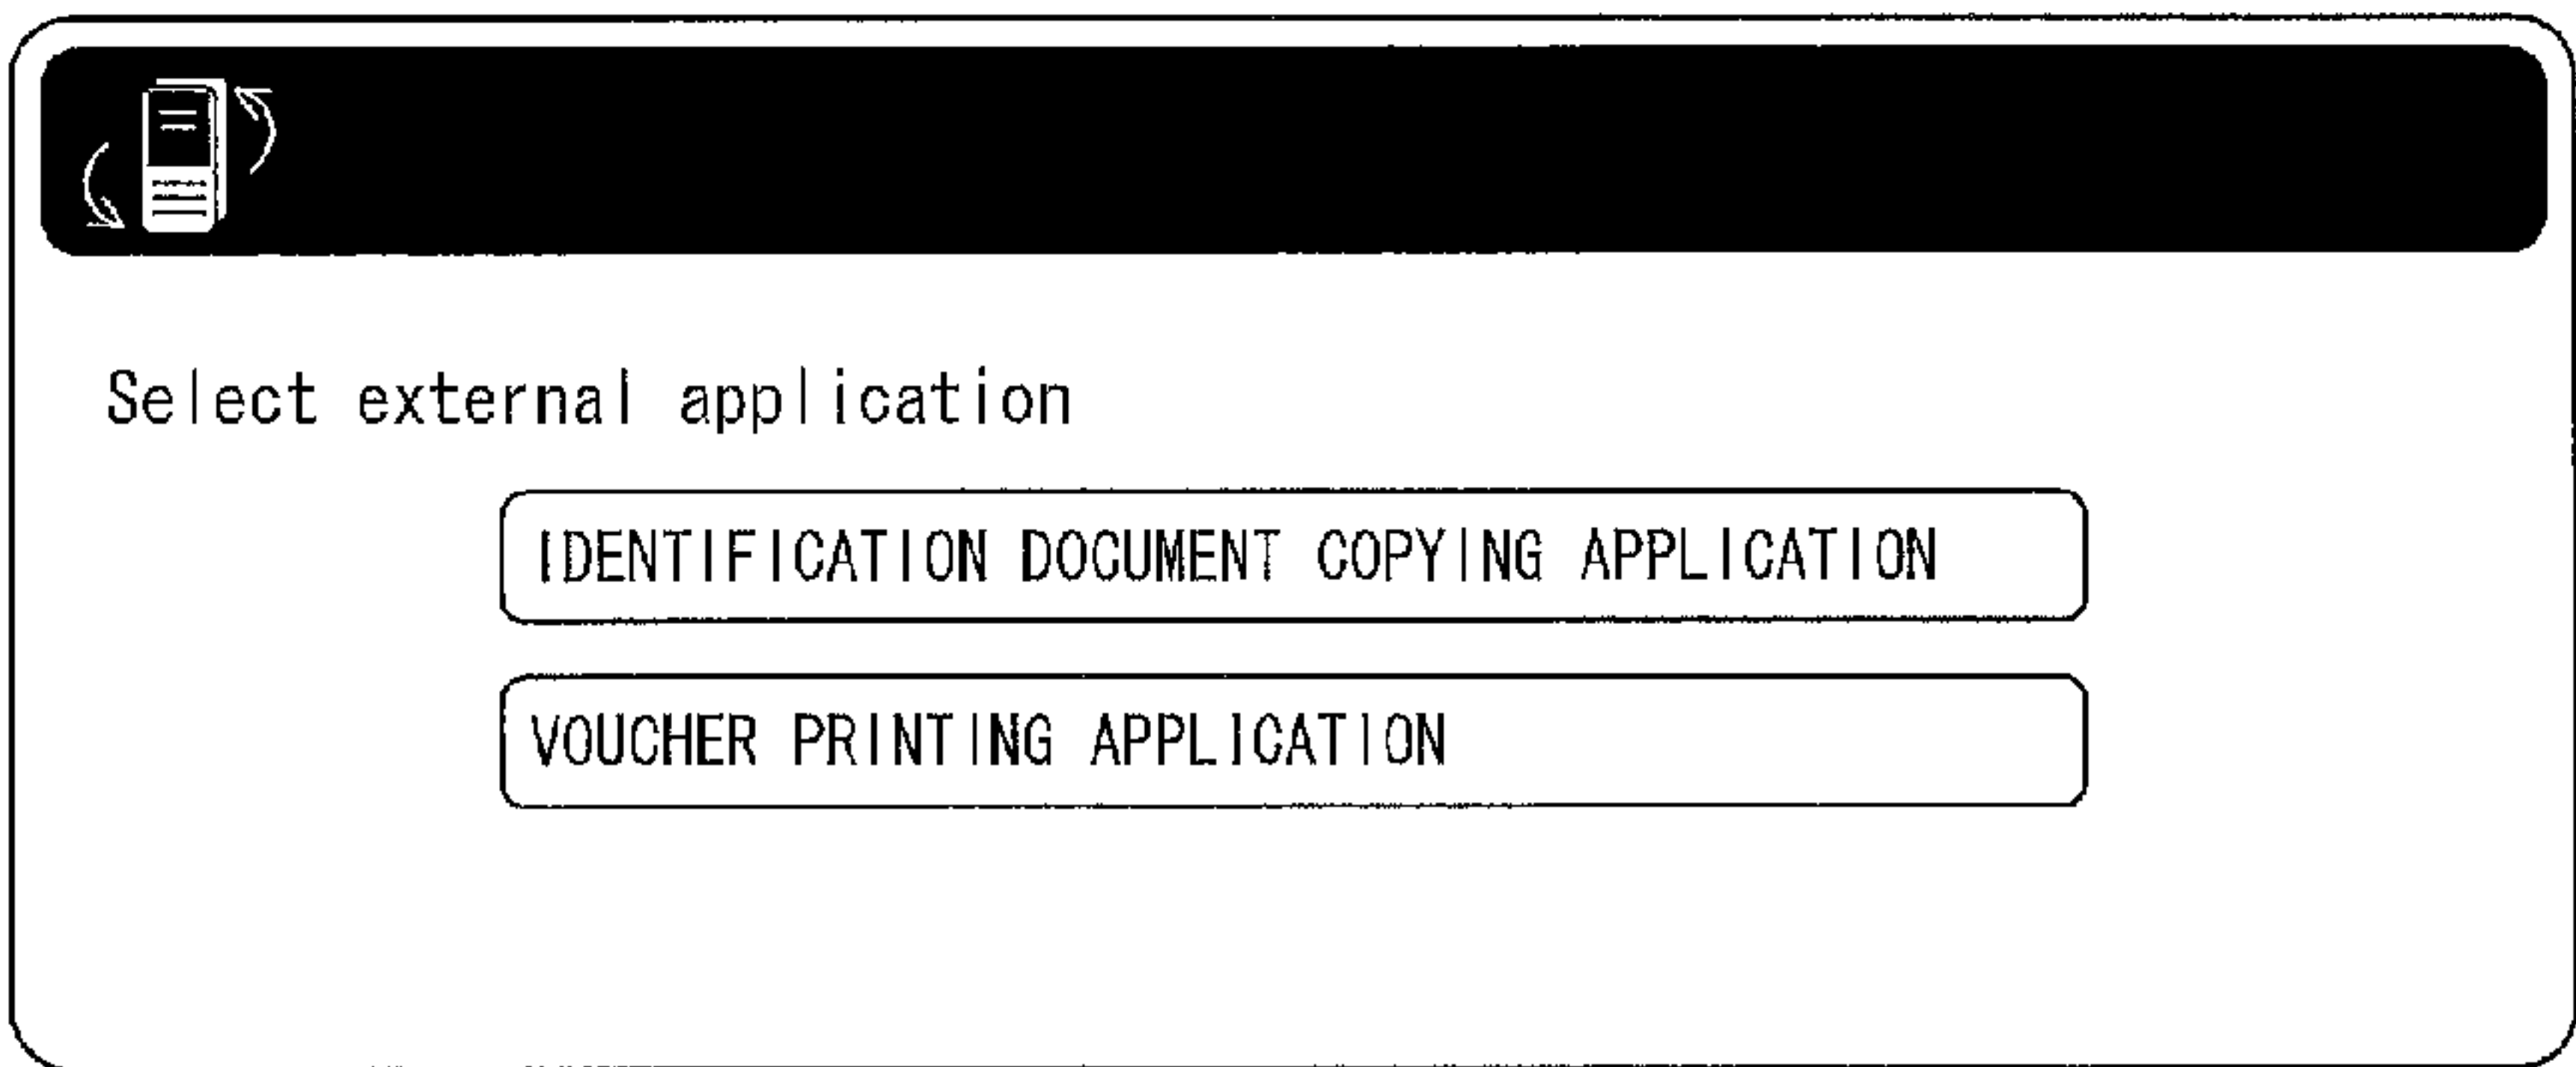 Select external application
IDENTIFICATION DOCUMENT COPYING APPLICATION
VOUCHER PRINTING APPLICATION